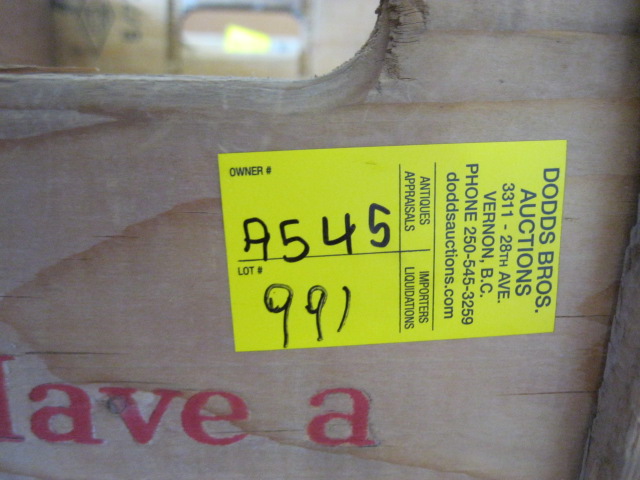 OWNER #
A545
LOT #
991
ANTIQUES
APPRAISALS
IMPORTERS
LIQUIDATIONS
DODDS BROS.
AUCTIONS
3311 - 28TH AVE.
VERNON, B.C.
PHONE 250-545-3259
doddsauctions.com
Have a